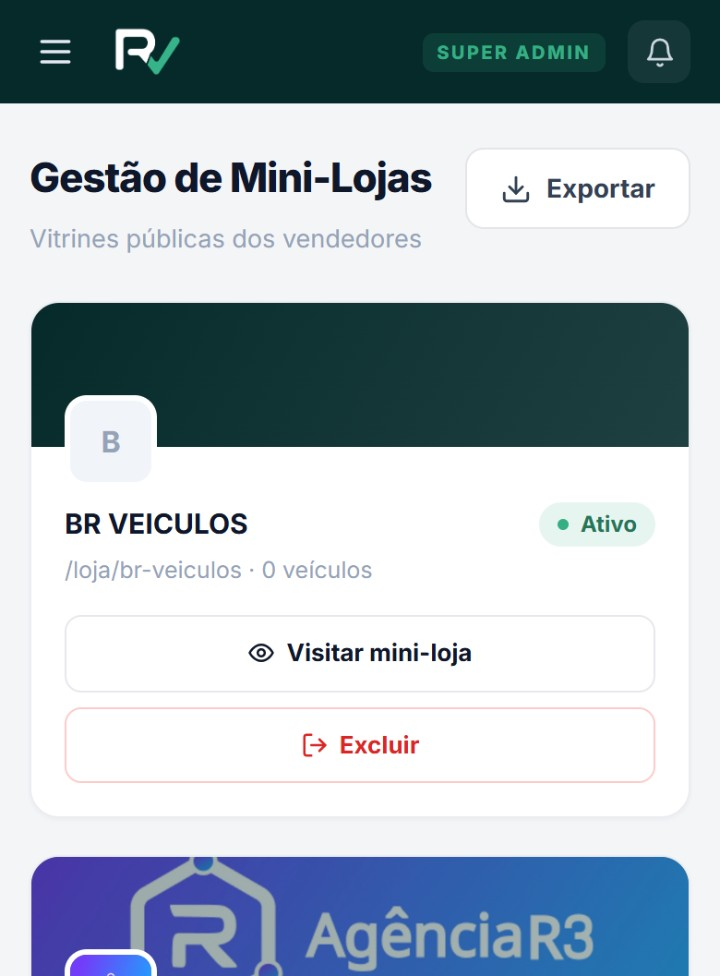 RV
SUPER ADMIN
Gestão de Mini-Lojas
Exportar
Vitrines públicas dos vendedores
B
BR VEICULOS
Ativo
/loja/br-veiculos · 0 veículos
Visitar mini-loja
Excluir
R AgênciaR3